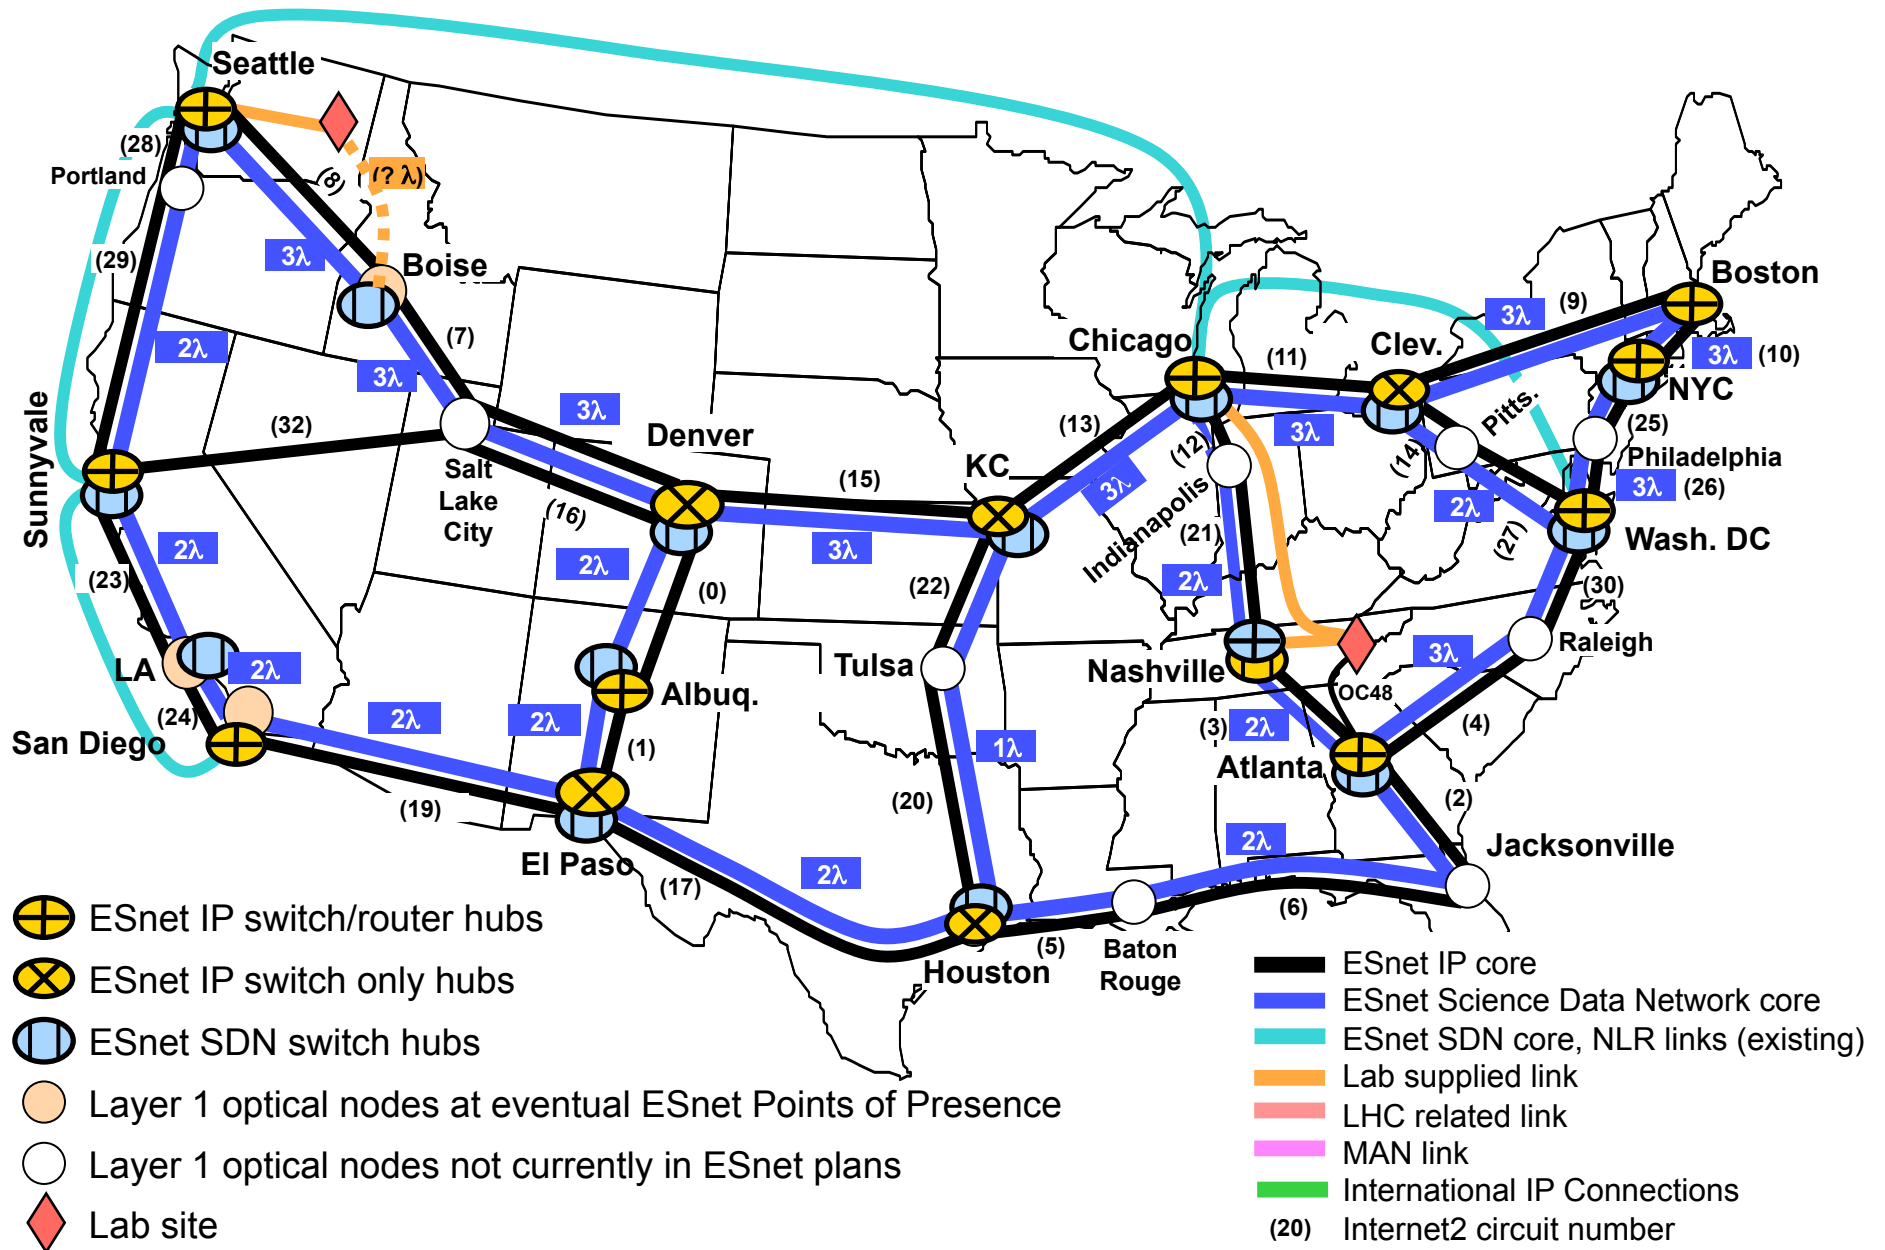 Seattle
(28)
Portland
(8)
(? λ)
(29)
3λ
Boise
2λ
(7)
3λ
Sunnyvale
(32)
3λ
Denver
Salt
Lake
City
(16)
(15)
3λ
KC
(13)
3λ
Chicago
(11)
Clev.
3λ
(9)
Boston
3λ
(10)
NYC
Pitts.
(25)
Philadelphia
3λ
(26)
(12)
3λ
(14)
2λ
(27)
Wash. DC
Indianapolis
(21)
2λ
(30)
Raleigh
2λ
(23)
LA
2λ
(24)
San Diego
2λ
(19)
2λ
(0)
Albuq.
2λ
(1)
El Paso
(22)
Tulsa
1λ
(20)
(17)
2λ
Houston
(5)
Baton
Rouge
2λ
(6)
Nashville
OC48
3λ
(3)
2λ
(4)
Atlanta
(2)
Jacksonville
ESnet IP switch/router hubs
ESnet IP switch only hubs
ESnet SDN switch hubs
Layer 1 optical nodes at eventual ESnet Points of Presence
Layer 1 optical nodes not currently in ESnet plans
Lab site
ESnet IP core
ESnet Science Data Network core
ESnet SDN core, NLR links (existing)
Lab supplied link
LHC related link
MAN link
International IP Connections
(20) Internet2 circuit number